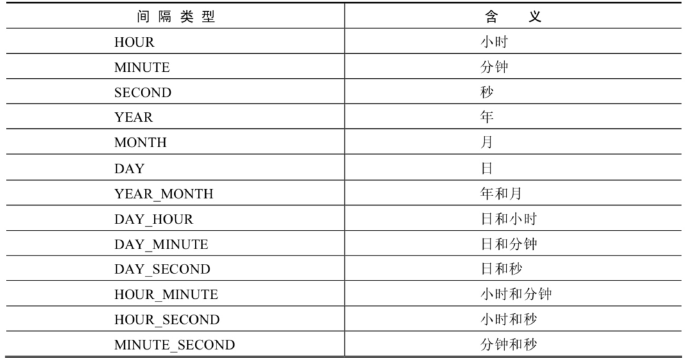 间隔类型 含义
HOUR 小时
MINUTE 分钟
SECOND 秒
YEAR 年
MONTH 月
DAY 日
YEAR_MONTH 年和月
DAY_HOUR 日和小时
DAY_MINUTE 日和分钟
DAY_SECOND 日和秒
HOUR_MINUTE 小时和分钟
HOUR_SECOND 小时和秒
MINUTE_SECOND 分钟和秒